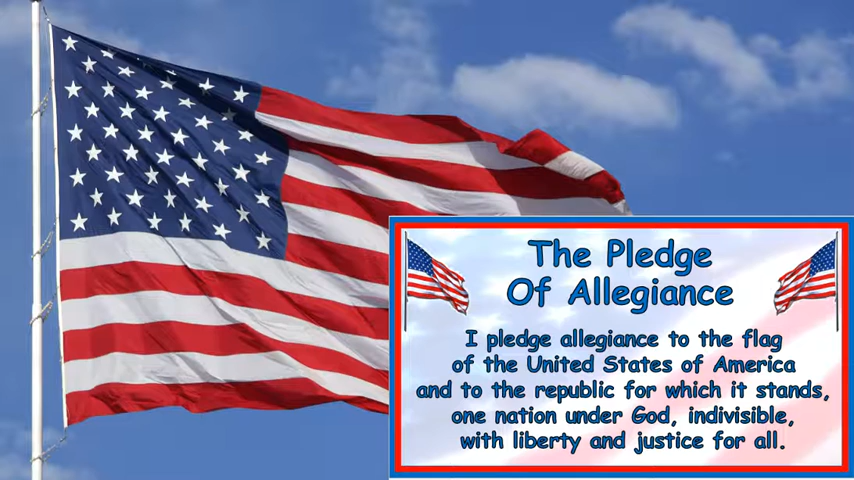 The Pledge
Of Allegiance
I pledge allegiance to the flag
of the United States of America
and to the republic for which it stands,
one nation under God, indivisible,
with liberty and justice for all.